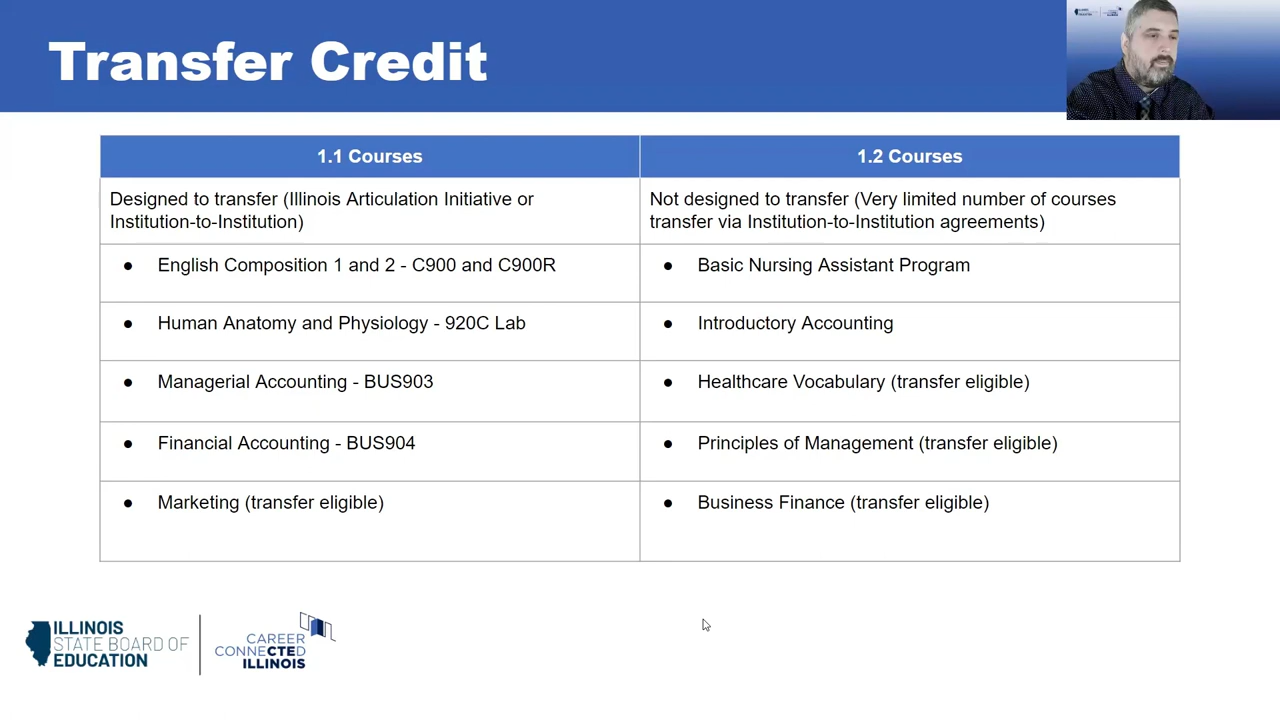 Transfer Credit
1.1 Courses
1.2 Courses
Designed to transfer (Illinois Articulation Initiative or
Institution-to-Institution)
Not designed to transfer (Very limited number of courses
transfer via Institution-to-Institution agreements)
● English Composition 1 and 2 - C900 and C900R
● Basic Nursing Assistant Program
● Human Anatomy and Physiology - 920C Lab
● Introductory Accounting
● Managerial Accounting - BUS903
● Healthcare Vocabulary (transfer eligible)
● Financial Accounting - BUS904
● Principles of Management (transfer eligible)
● Marketing (transfer eligible)
● Business Finance (transfer eligible)
ILLINOIS
STATE BOARD OF
EDUCATION
CAREER
CONNECTED
ILLINOIS